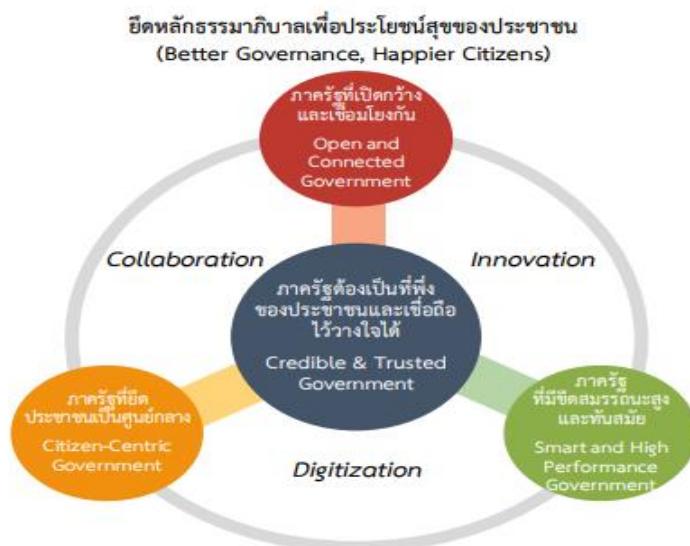 ยึดหลักธรรมาภิบาลเพื่อประโยชน์สุขของประชาชน
(Better Governance, Happier Citizens)
ภาครัฐที่เปิดกว้าง
และเชื่อมโยงกัน
Open and
Connected
Government
Collaboration
Innovation
ภาครัฐต้องเป็นที่พึ่ง
ของประชาชนและเชื่อถือ
ไว้วางใจได้
Credible & Trusted
Government
ภาครัฐที่ยึด
ประชาชนเป็นศูนย์กลาง
Citizen-Centric
Government
ภาครัฐ
ที่มีขีดสมรรถนะสูง
และทันสมัย
Smart and High
Performance
Government
Digitization